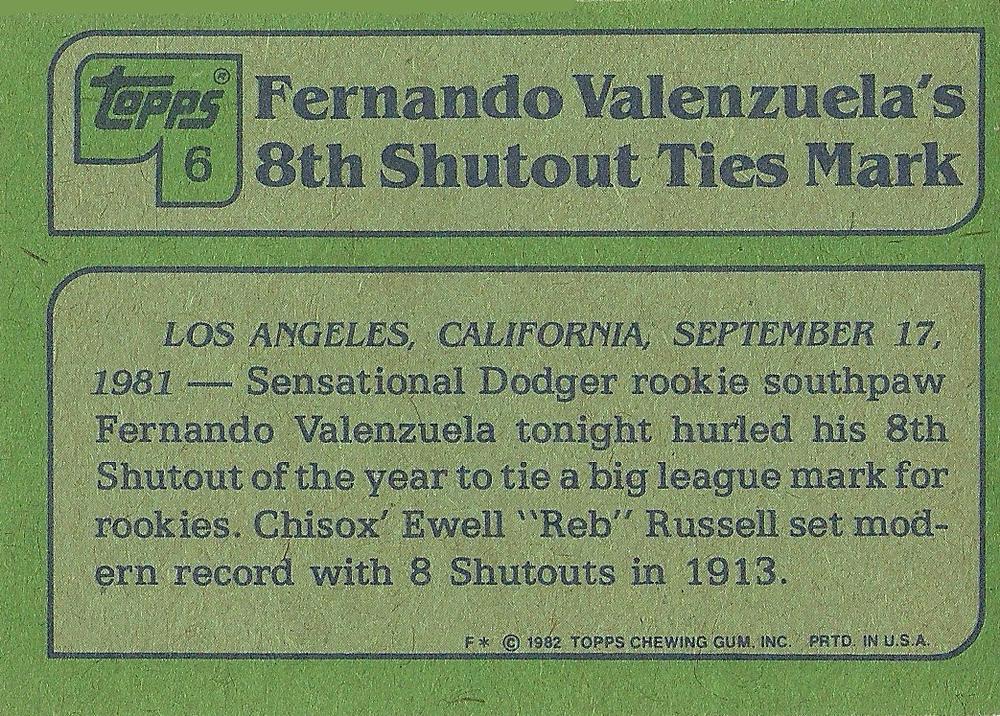 topps®
6
Fernando Valenzuela's
8th Shutout Ties Mark
LOS ANGELES, CALIFORNIA, SEPTEMBER 17,
1981 — Sensational Dodger rookie southpaw
Fernando Valenzuela tonight hurled his 8th
Shutout of the year to tie a big league mark for
rookies. Chisox' Ewell "Reb" Russell set mod-
ern record with 8 Shutouts in 1913.
F* © 1982 TOPPS CHEWING GUM, INC. PRTD. IN U.S.A.